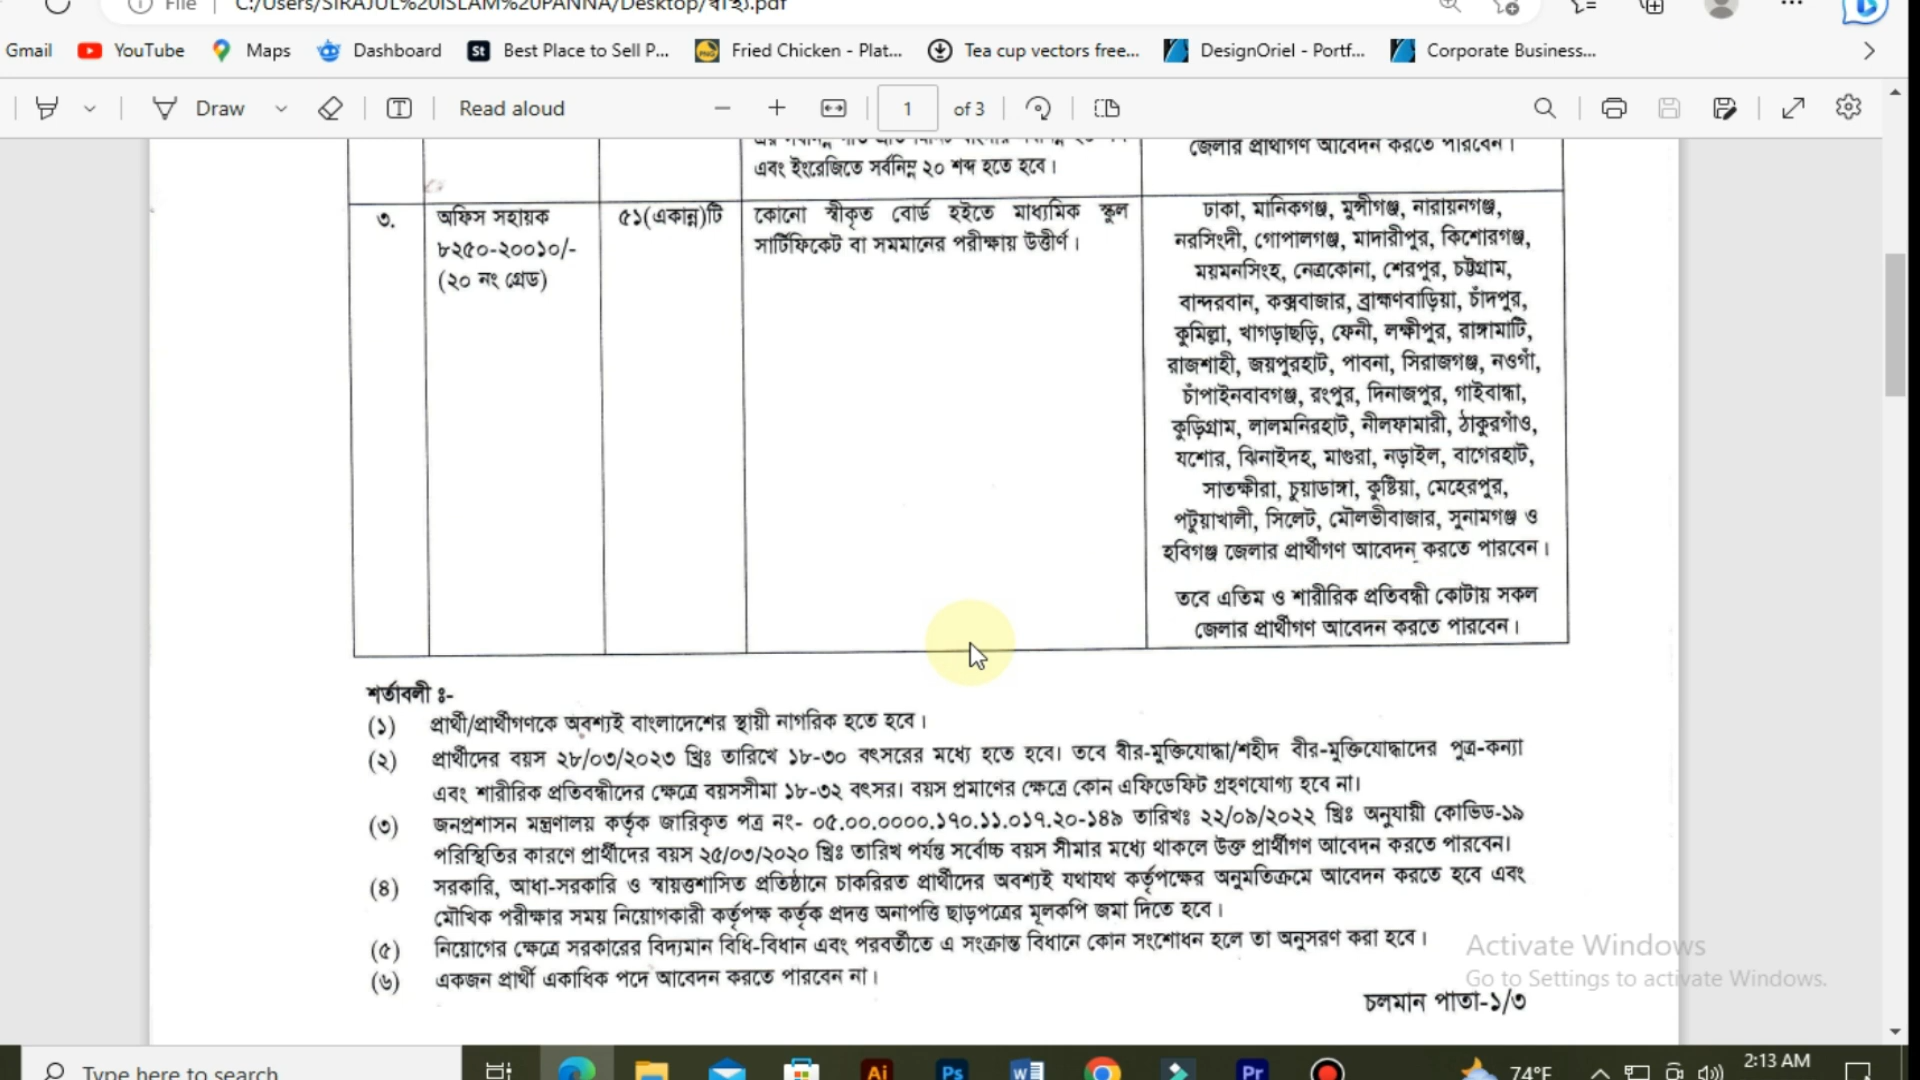 File
C:/Users/SIRAJUL%20ISLAM%20PANNA/Desktop/স্বাস্থ্য.pdf
Gmail YouTube Maps Dashboard Best Place to Sell P... Fried Chicken - Plat... Tea cup vectors free... DesignOriel - Portf... Corporate Business...
Draw Read aloud 1 of 3
জেলার প্রার্থীগণ আবেদন করতে পারবেন।
এবং ইংরেজিতে সর্বনিম্ন ২০ শব্দ হতে হবে।
৩.
অফিস সহায়ক
৮২৫০-২০০১০/-
(২০ নং গ্রেড)
৫১(একান্ন)টি
কোনো স্বীকৃত বোর্ড হইতে মাধ্যমিক স্কুল
সার্টিফিকেট বা সমমানের পরীক্ষায় উত্তীর্ণ।
ঢাকা, মানিকগঞ্জ, মুন্সীগঞ্জ, নারায়নগঞ্জ,
নরসিংদী, গোপালগঞ্জ, মাদারীপুর, কিশোরগঞ্জ,
ময়মনসিংহ, নেত্রকোনা, শেরপুর, চট্টগ্রাম,
বান্দরবান, কক্সবাজার, ব্রাহ্মণবাড়িয়া, চাঁদপুর,
কুমিল্লা, খাগড়াছড়ি, ফেনী, লক্ষীপুর, রাঙ্গামাটি,
রাজশাহী, জয়পুরহাট, পাবনা, সিরাজগঞ্জ, নওগাঁ,
চাঁপাইনবাবগঞ্জ, রংপুর, দিনাজপুর, গাইবান্ধা,
কুড়িগ্রাম, লালমনিরহাট, নীলফামারী, ঠাকুরগাঁও,
যশোর, ঝিনাইদহ, মাগুরা, নড়াইল, বাগেরহাট,
সাতক্ষীরা, চুয়াডাঙ্গা, কুষ্টিয়া, মেহেরপুর,
পটুয়াখালী, সিলেট, মৌলভীবাজার, সুনামগঞ্জ ও
হবিগঞ্জ জেলার প্রার্থীগণ আবেদন করতে পারবেন।
তবে এতিম ও শারীরিক প্রতিবন্ধী কোটায় সকল
জেলার প্রার্থীগণ আবেদন করতে পারবেন।
শর্তাবলী ঃ-
(১) প্রার্থী/প্রার্থীগণকে অবশ্যই বাংলাদেশের স্থায়ী নাগরিক হতে হবে।
(২) প্রার্থীদের বয়স ২৮/০৩/২০২৩ খ্রিঃ তারিখে ১৮-৩০ বৎসরের মধ্যে হতে হবে। তবে বীর-মুক্তিযোদ্ধা/শহীদ বীর-মুক্তিযোদ্ধাদের পুত্র-কন্যা
এবং শারীরিক প্রতিবন্ধীদের ক্ষেত্রে বয়সসীমা ১৮-৩২ বৎসর। বয়স প্রমাণের ক্ষেত্রে কোন এফিডেফিট গ্রহণযোগ্য হবে না।
(৩) জনপ্রশাসন মন্ত্রণালয় কর্তৃক জারিকৃত পত্র নং- ০৫.০০.০০০০.১৭০.১১.০১৭.২০-১৪৯ তারিখঃ ২২/০৯/২০২২ খ্রিঃ অনুযায়ী কোভিড-১৯
পরিস্থিতির কারণে প্রার্থীদের বয়স ২৫/০৩/২০২০ খ্রিঃ তারিখ পর্যন্ত সর্বোচ্চ বয়স সীমার মধ্যে থাকলে উক্ত প্রার্থীগণ আবেদন করতে পারবেন।
(৪) সরকারি, আধা-সরকারি ও স্বায়ত্তশাসিত প্রতিষ্ঠানে চাকরিরত প্রার্থীদের অবশ্যই যথাযথ কর্তৃপক্ষের অনুমতিক্রমে আবেদন করতে হবে এবং
মৌখিক পরীক্ষার সময় নিয়োগকারী কর্তৃপক্ষ কর্তৃক প্রদত্ত অনাপত্তি ছাড়পত্রের মূলকপি জমা দিতে হবে।
(৫) নিয়োগের ক্ষেত্রে সরকারের বিদ্যমান বিধি-বিধান এবং পরবর্তীতে এ সংক্রান্ত বিধানে কোন সংশোধন হলে তা অনুসরণ করা হবে।
(৬) একজন প্রার্থী একাধিক পদে আবেদন করতে পারবেন না।
Activate Windows
Go to Settings to activate Windows.
চলমান পাতা-১/৩
Type here to search
74°F
2:13 AM